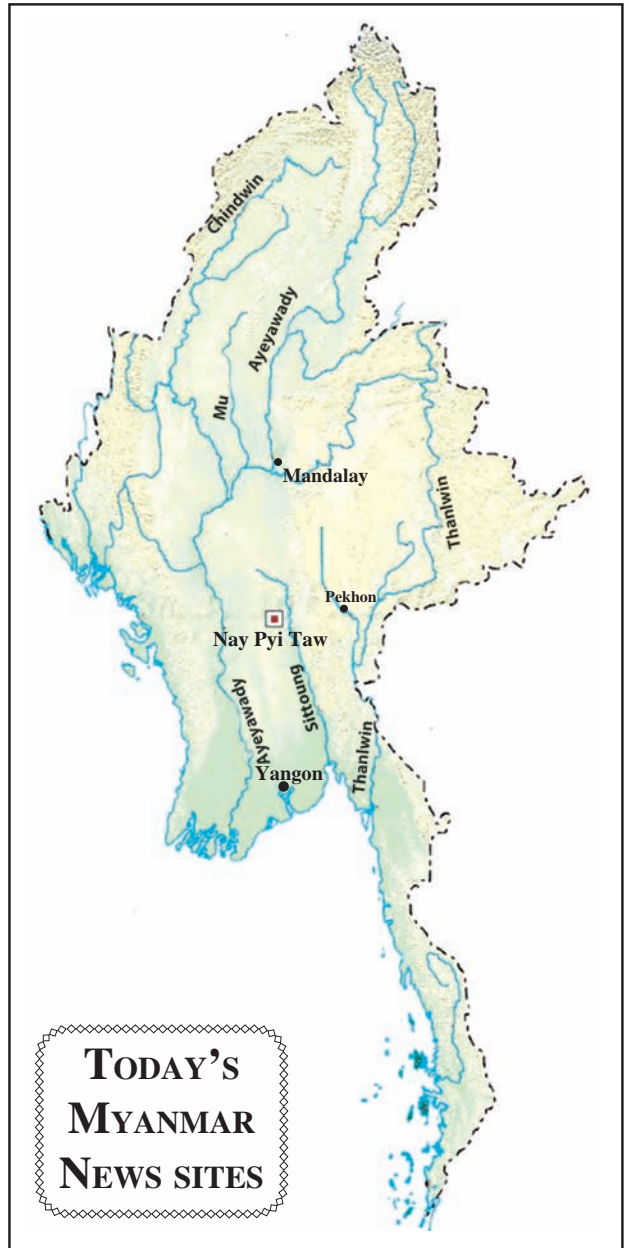 Chindwin
Ayeyawady
Mu
Mandalay
Thanlwin
Pekhon
Nay Pyi Taw
Sittoung
Ayeyawady
Thanlwin
Yangon
TODAY'S
MYANMAR
NEWS SITES